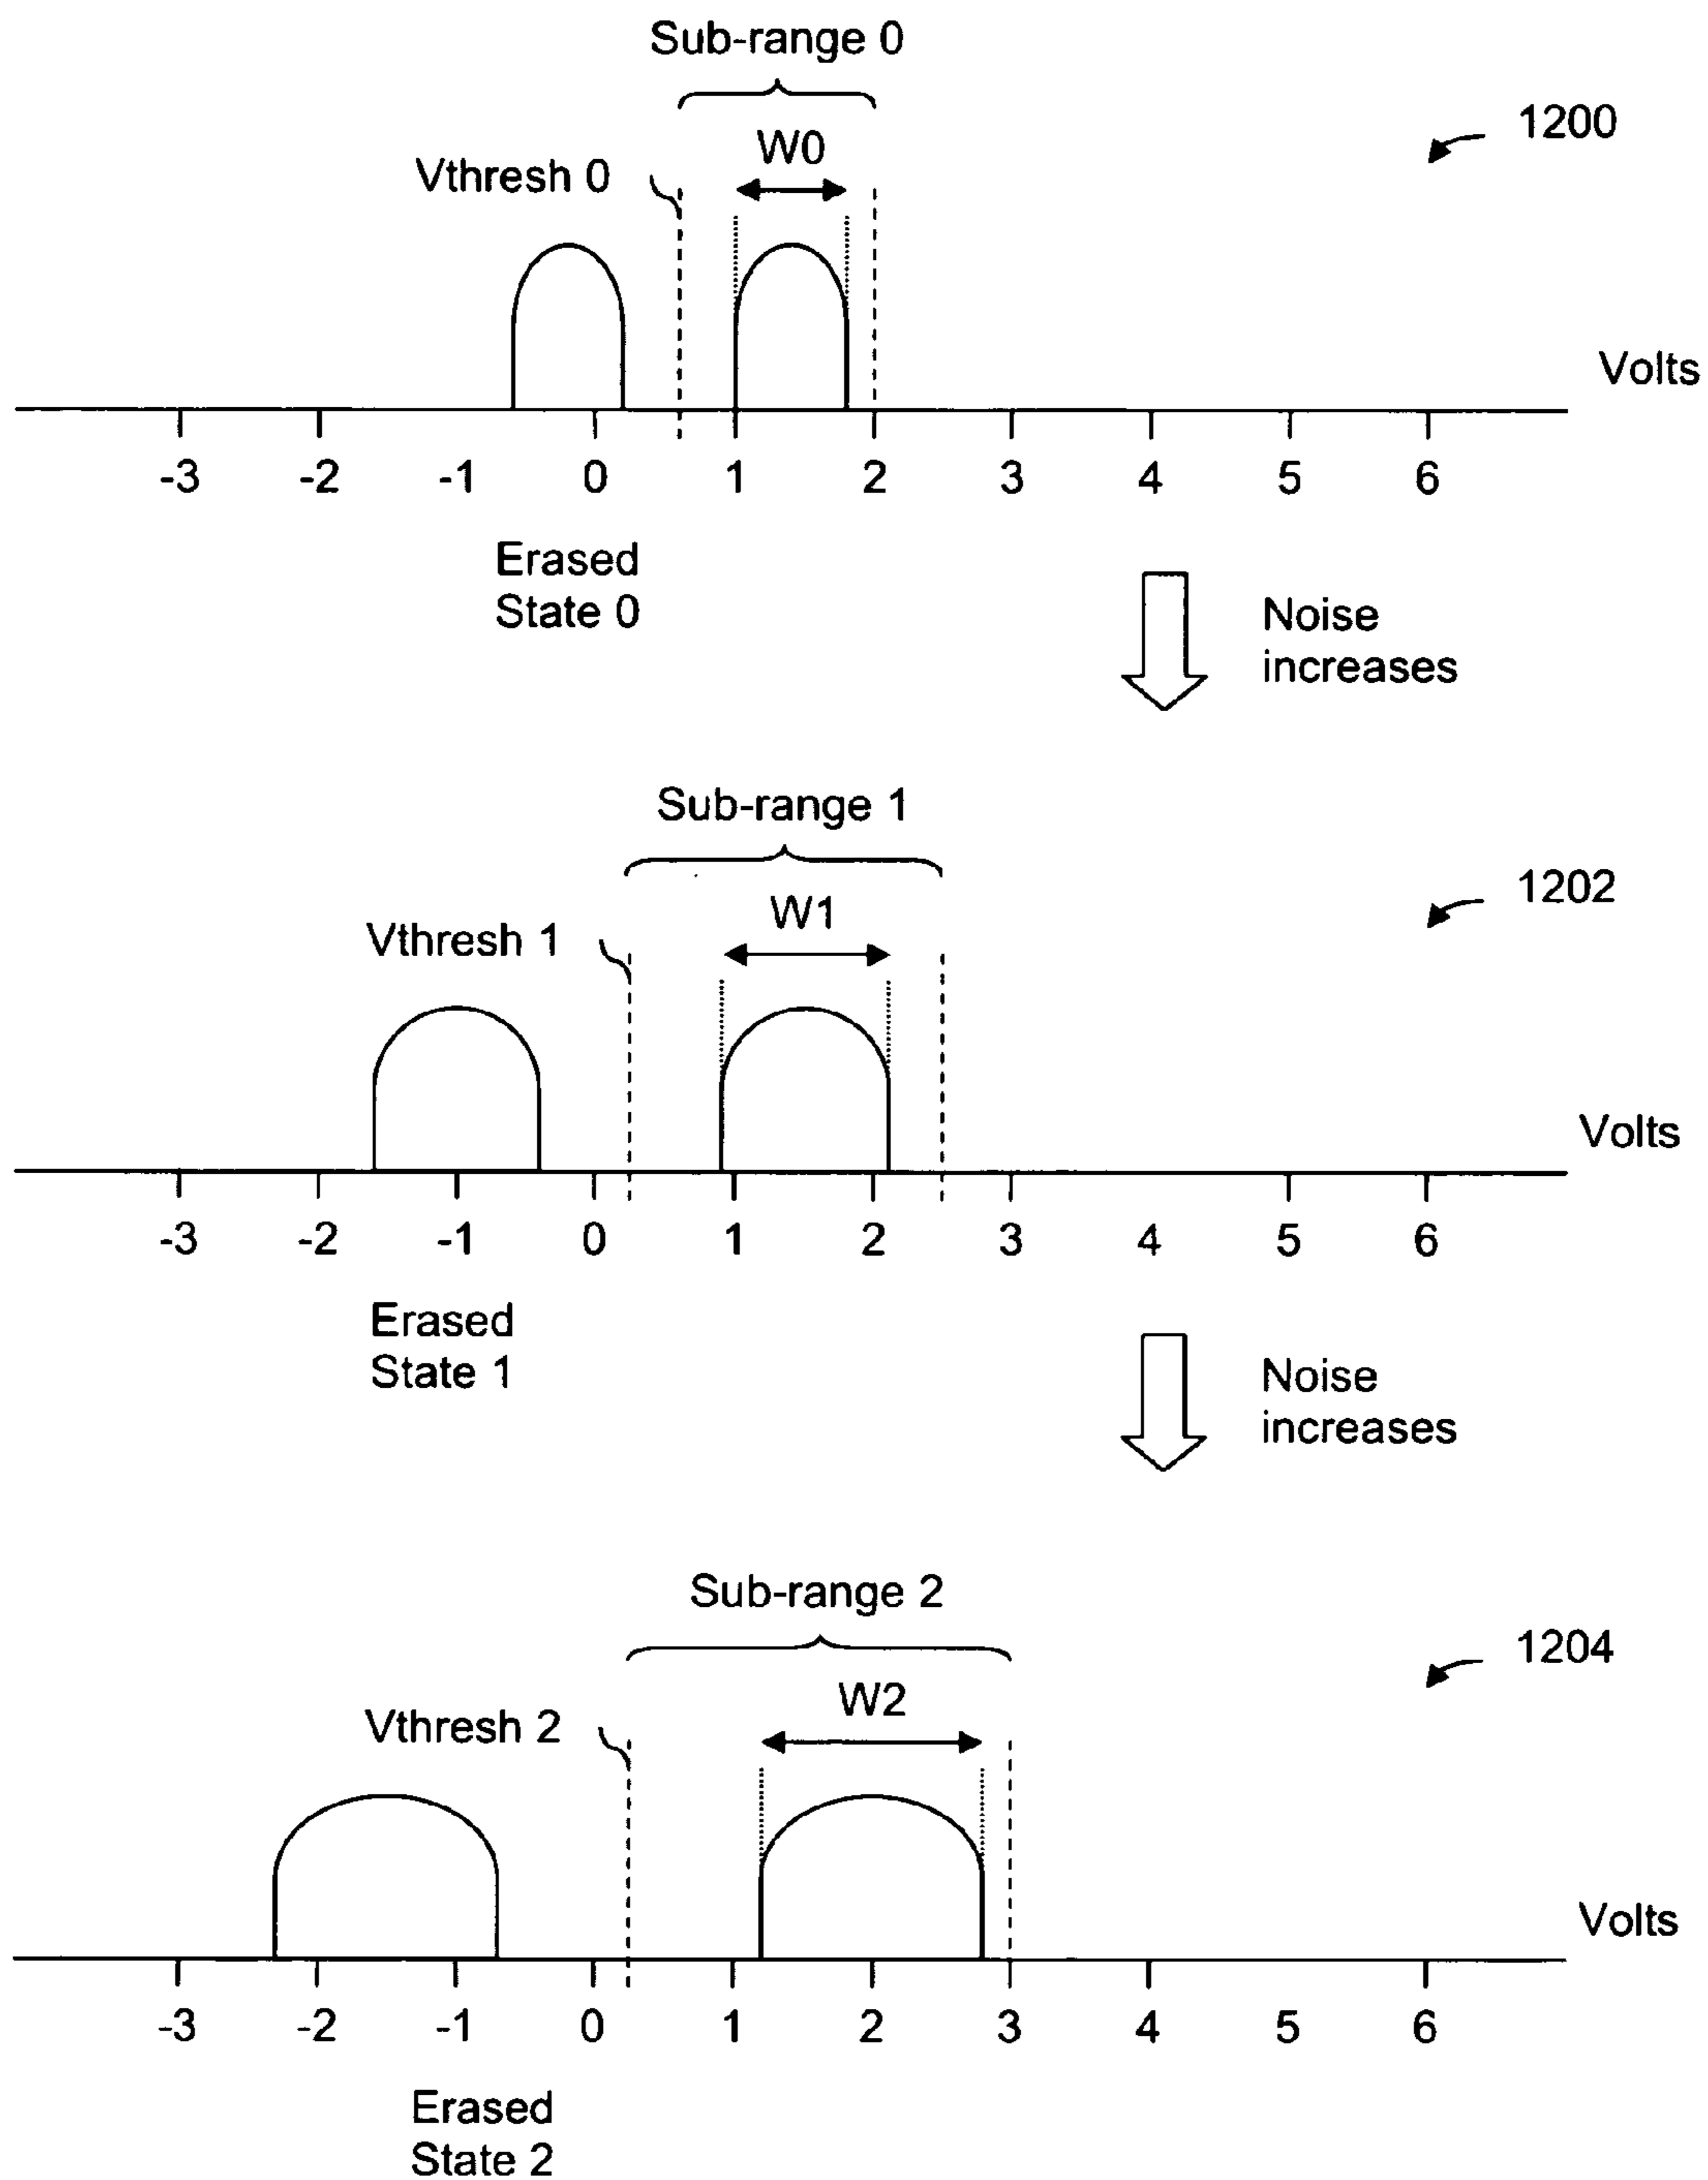 Sub-range 0
1200
W0
Vthresh 0
Volts
-3 -2 -1 0 1 2 3 4 5 6
Erased
State 0
Noise
increases
Sub-range 1
1202
W1
Vthresh 1
Volts
-3 -2 -1 0 1 2 3 4 5 6
Erased
State 1
Noise
increases
Sub-range 2
1204
W2
Vthresh 2
Volts
-3 -2 -1 0 1 2 3 4 5 6
Erased
State 2